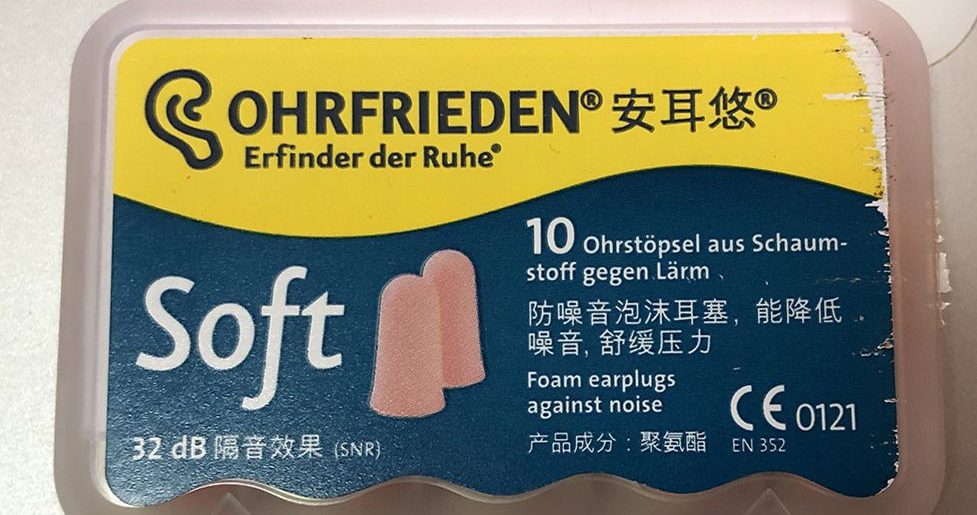 OHRFRIEDEN® 安耳悠®
Erfinder der Ruhe®
Soft
10 Ohrstöpsel aus Schaum-
stoff gegen Lärm
防噪音泡沫耳塞, 能降低
噪音, 舒缓压力
Foam earplugs
against noise
产品成分：聚氨酯
CE 0121
EN 352
32 dB 隔音效果 (SNR)